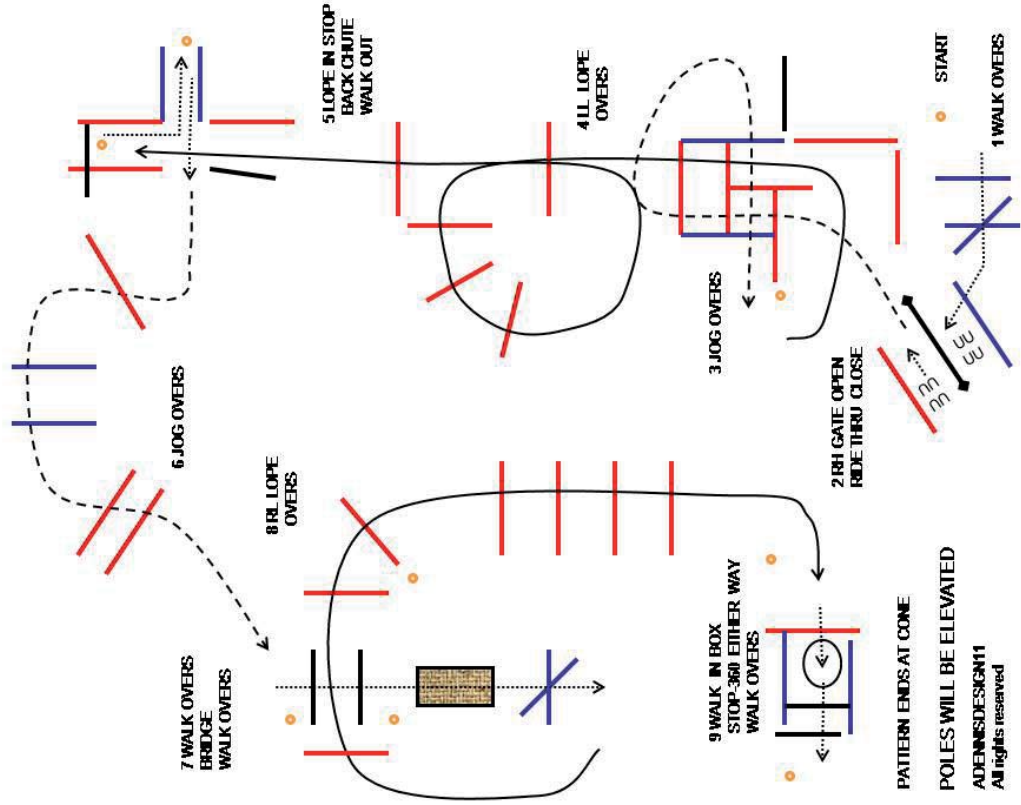 START
1 WALK OVERS
2 RH GATE OPEN
RIDE THRU CLOSE
3 JOG OVERS
4 LL LOPE
OVERS
5 LOPE IN STOP
BACK CHUTE
WALK OUT
6 JOG OVERS
7 WALK OVERS
BRIDGE
WALK OVERS
8 RL LOPE
OVERS
9 WALK IN BOX
STOP-360 EITHER WAY
WALK OVERS
PATTERN ENDS AT CONE
POLES WILL BE ELEVATED
ADENNISDESIGN11
All rights reserved